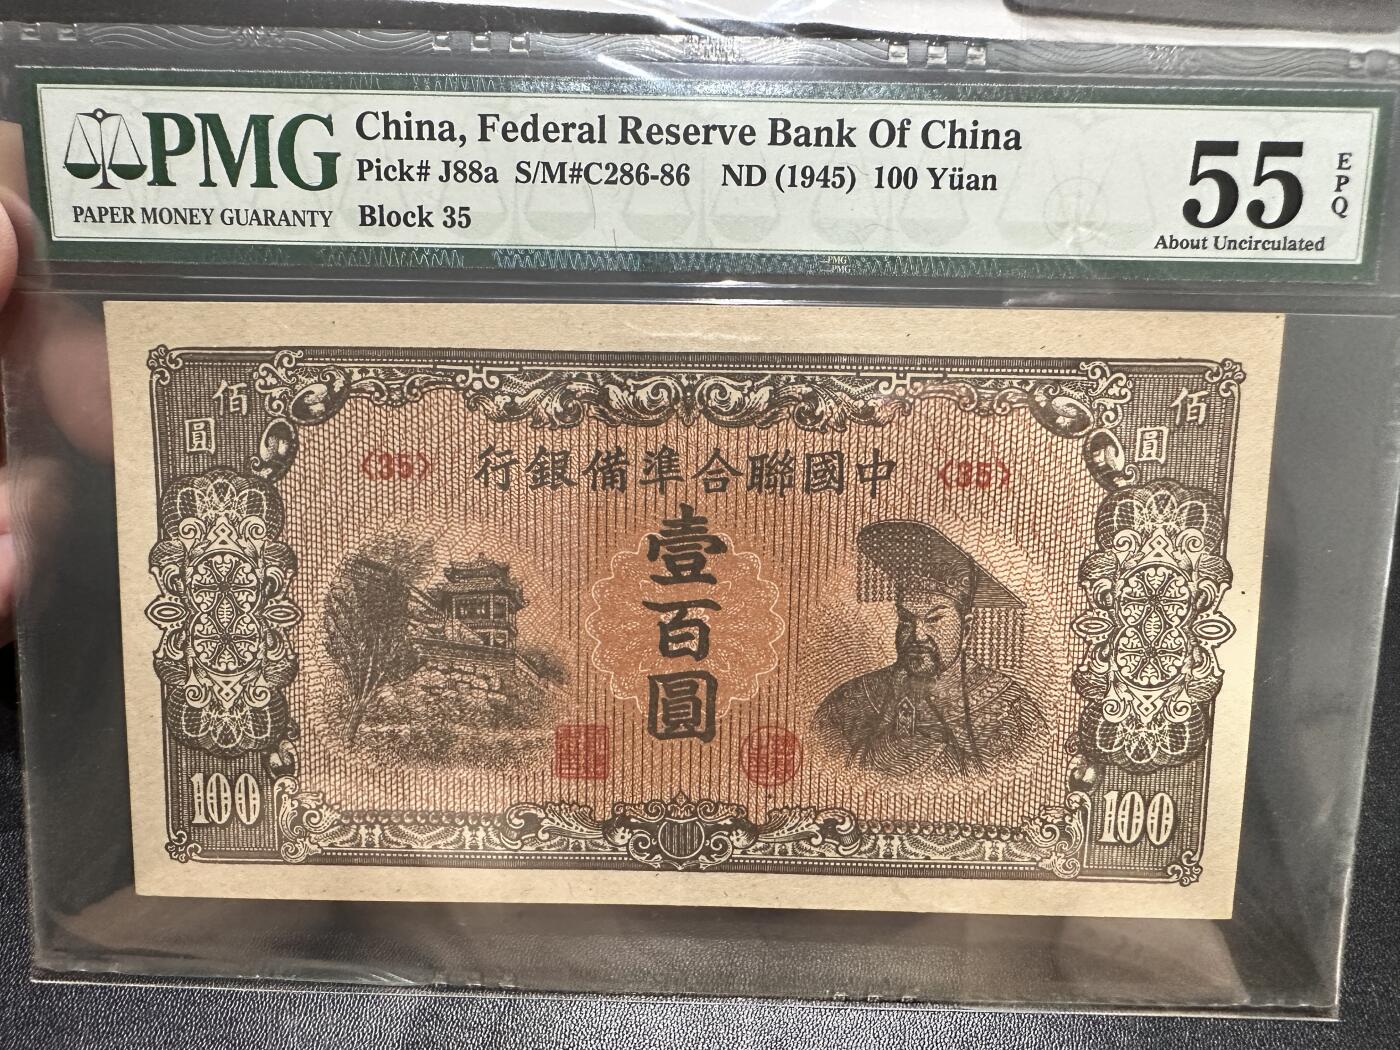 PMG
PAPER MONEY GUARANTY
China, Federal Reserve Bank Of China
Pick# J88a S/M#C286-86 ND (1945) 100 Yüan
Block 35
55
EPQ
About Uncirculated
PMG
PMG
佰圓
佰圓
〈35〉 行銀備準合聯國中 〈35〉
壹百圓
100
100